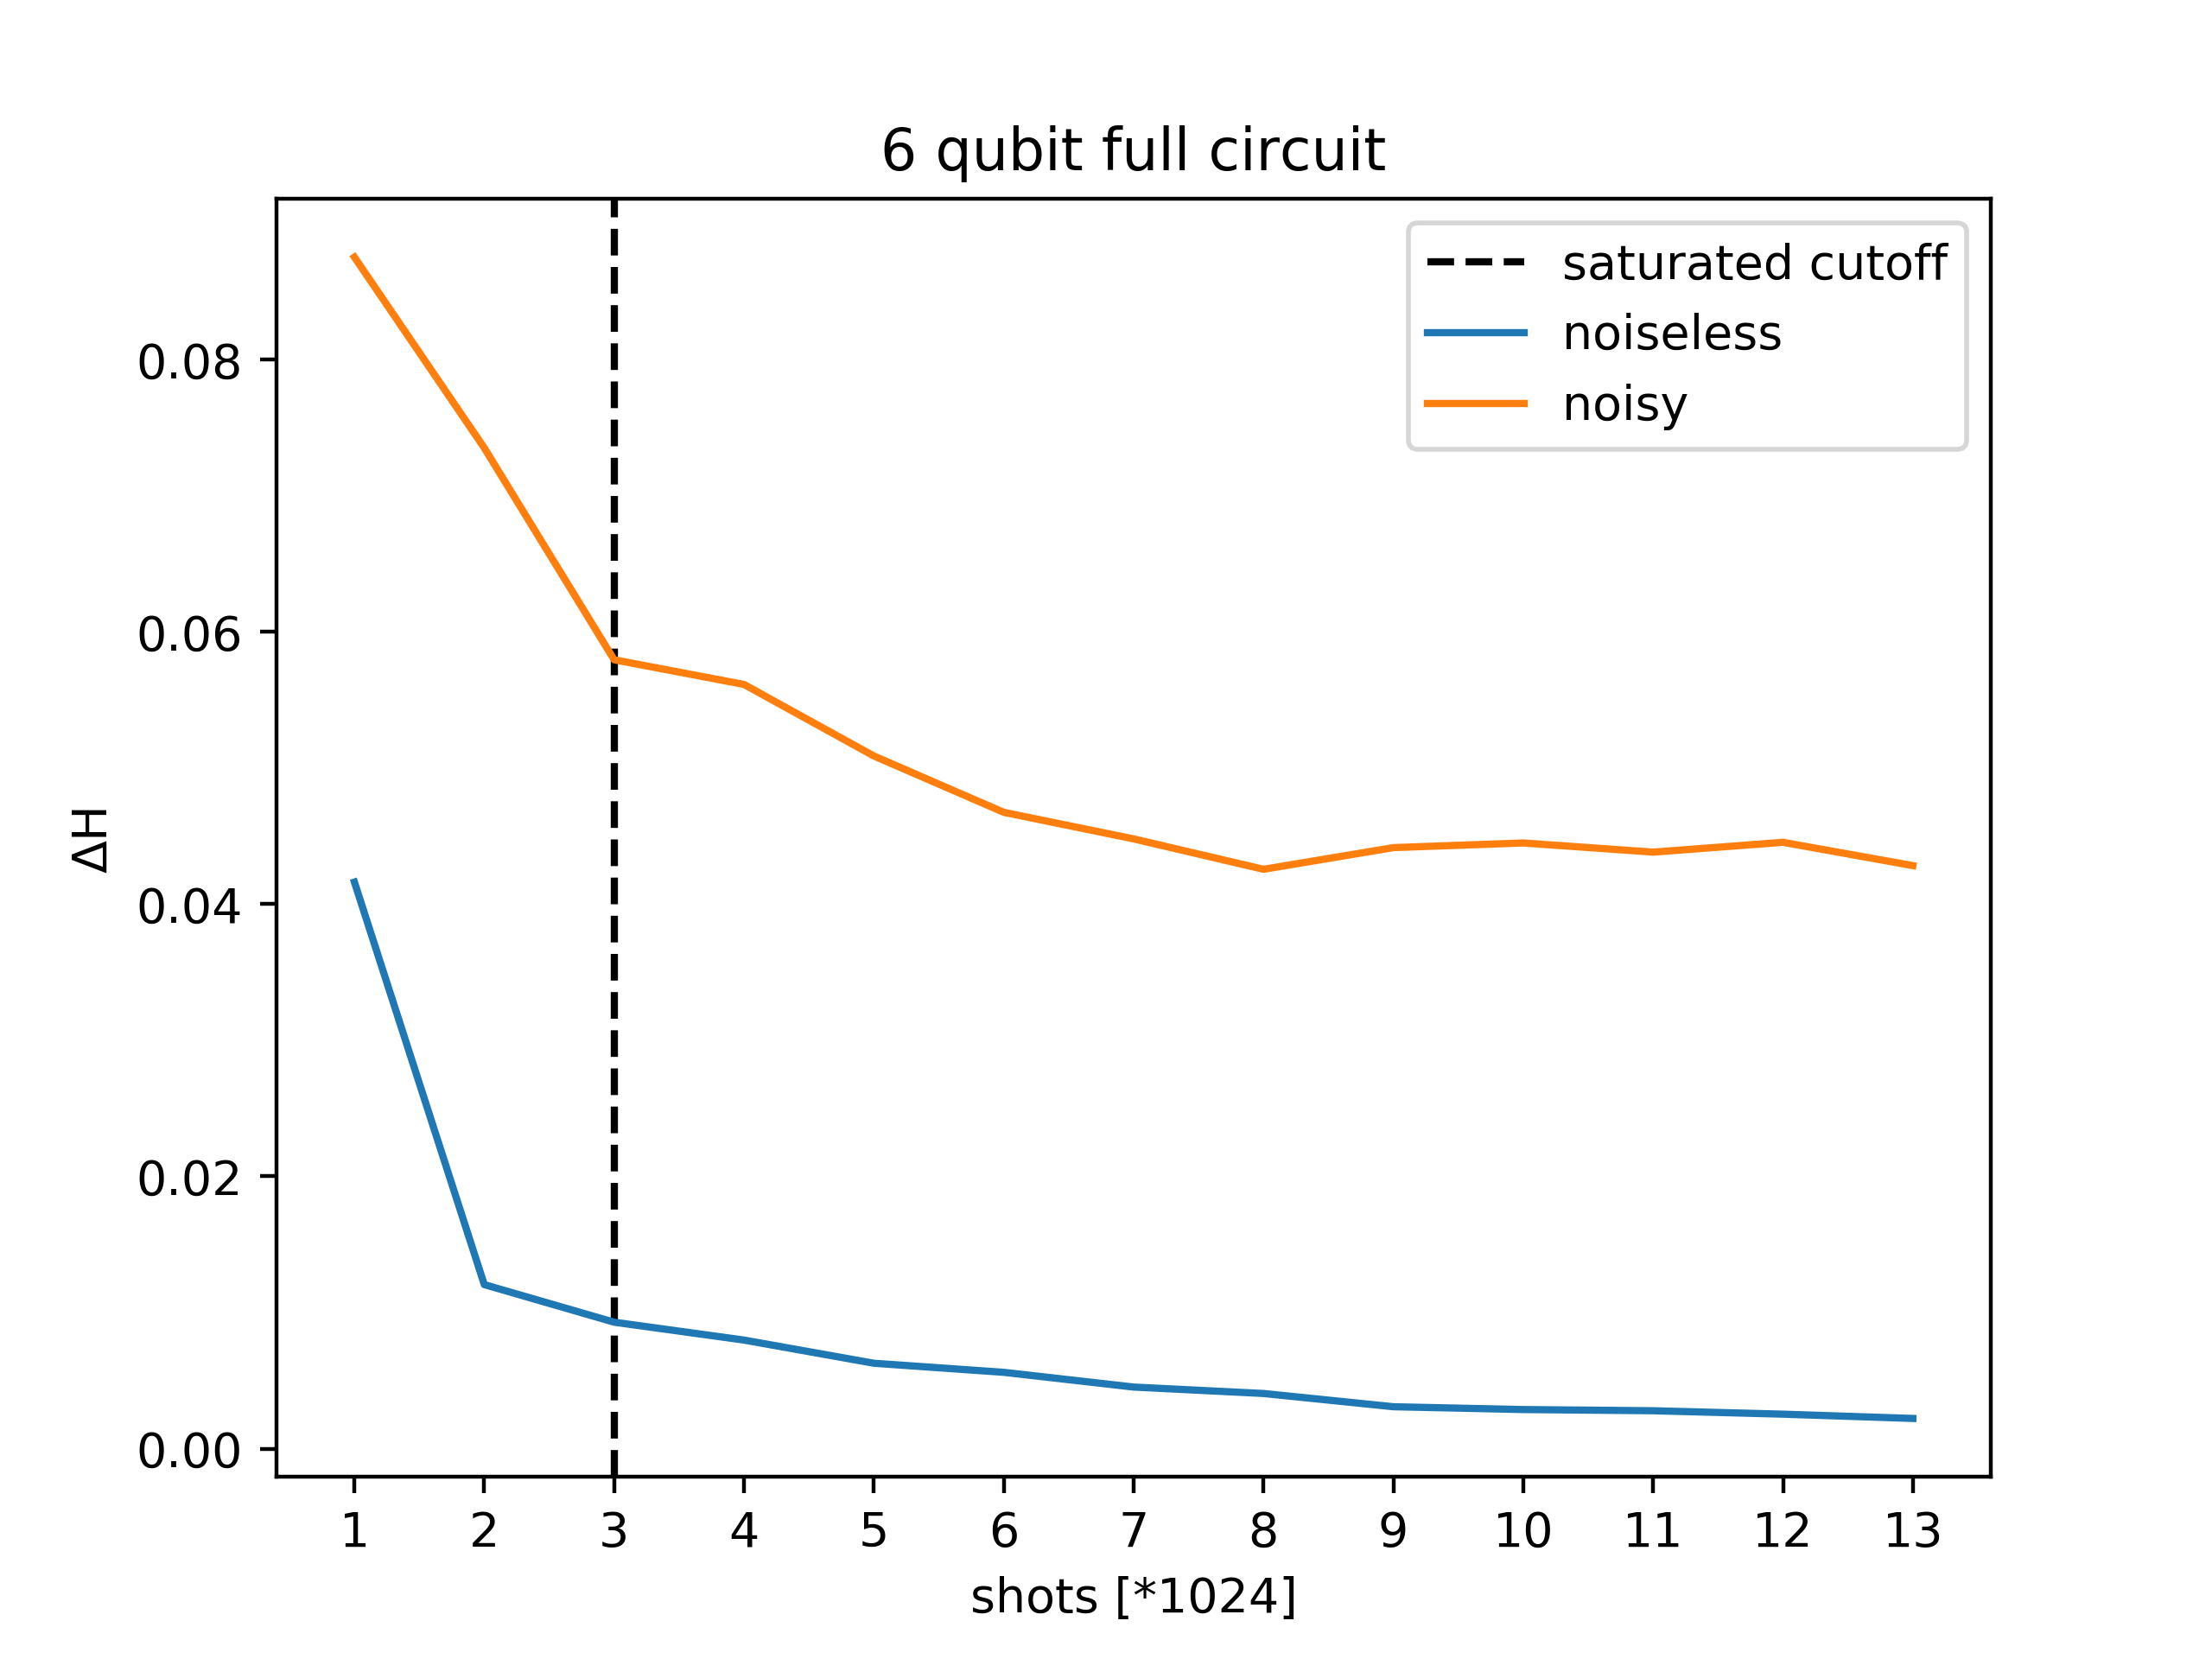 6 qubit full circuit
saturated cutoff
noiseless
noisy
0.08
0.06
0.04
0.02
0.00
ΔH
1 2 3 4 5 6 7 8 9 10 11 12 13
shots [*1024]